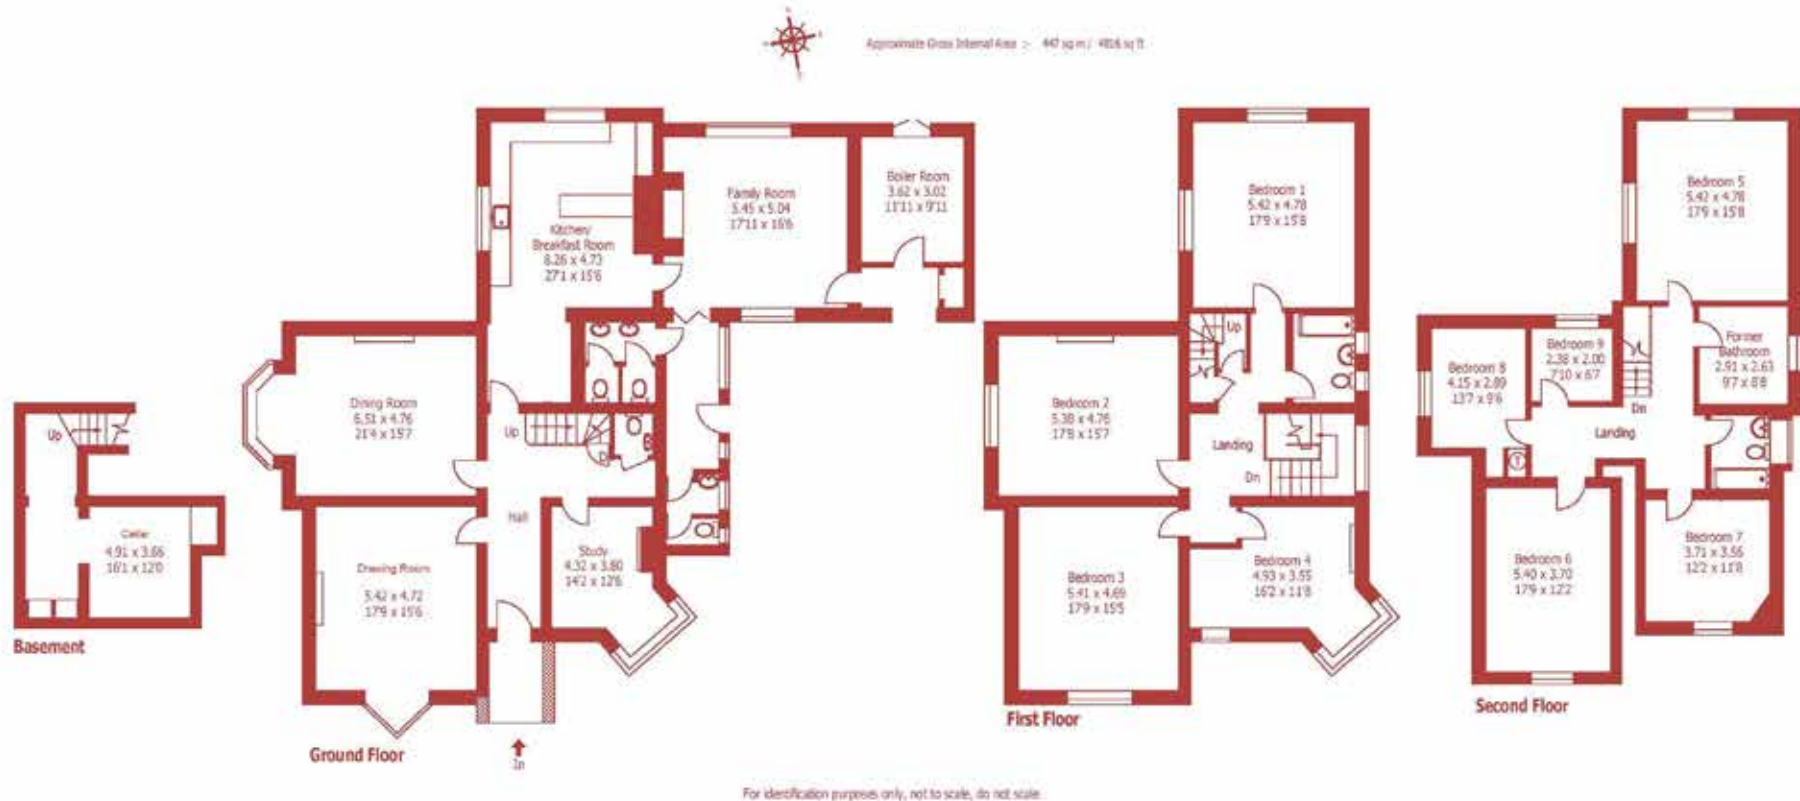 Approximate Gross Internal Area :- 447 sq m / 4816 sq ft
Kitchen/
Breakfast Room
8.26 x 4.73
27'1 x 15'6
Family Room
5.45 x 5.04
17'11 x 16'6
Boiler Room
3.62 x 3.02
11'11 x 9'11
Dining Room
6.51 x 4.76
21'4 x 15'7
Up
D
Hall
Drawing Room
5.42 x 4.72
17'9 x 15'6
Study
4.32 x 3.80
14'2 x 12'6
In
Ground Floor
Up
Cellar
4.91 x 3.66
16'1 x 12'0
Basement
Bedroom 1
5.42 x 4.78
17'9 x 15'8
Up
Bedroom 2
5.38 x 4.76
17'8 x 15'7
Landing
Dn
Bedroom 3
5.41 x 4.69
17'9 x 15'5
Bedroom 4
4.93 x 3.55
16'2 x 11'8
First Floor
Bedroom 5
5.42 x 4.78
17'9 x 15'8
Former
Bathroom
2.91 x 2.63
9'7 x 8'8
Bedroom 9
2.38 x 2.00
7'10 x 6'7
Bedroom 8
4.15 x 2.89
13'7 x 9'6
Dn
Landing
T
Bedroom 6
5.40 x 3.70
17'9 x 12'2
Bedroom 7
3.71 x 3.56
12'2 x 11'8
Second Floor
For identification purposes only, not to scale, do not scale